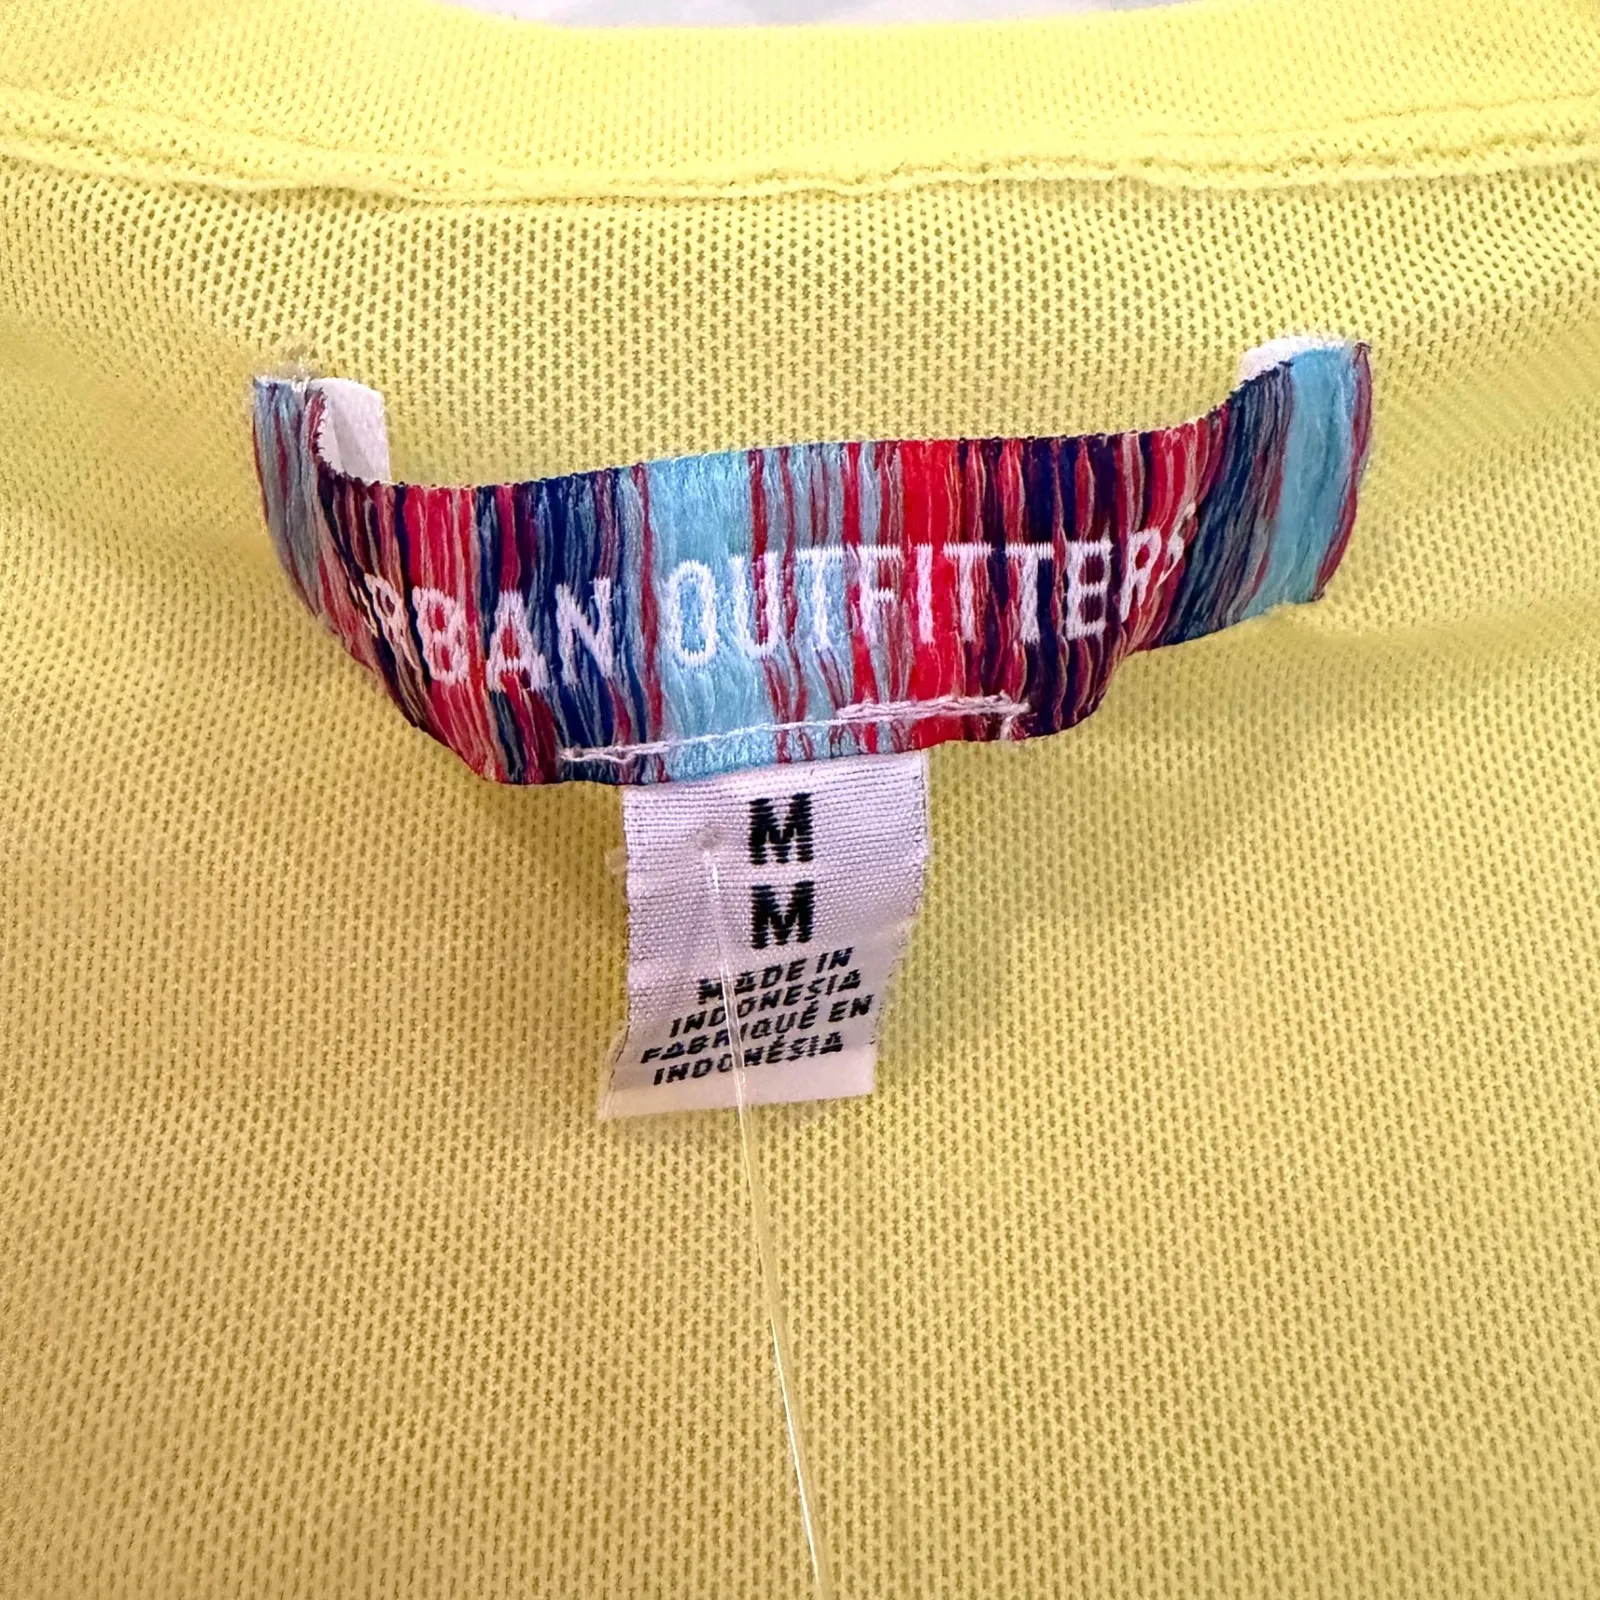 URBAN OUTFITTERS
M
M
MADE IN
INDONESIA
FABRIQUÉ EN
INDONÉSIA